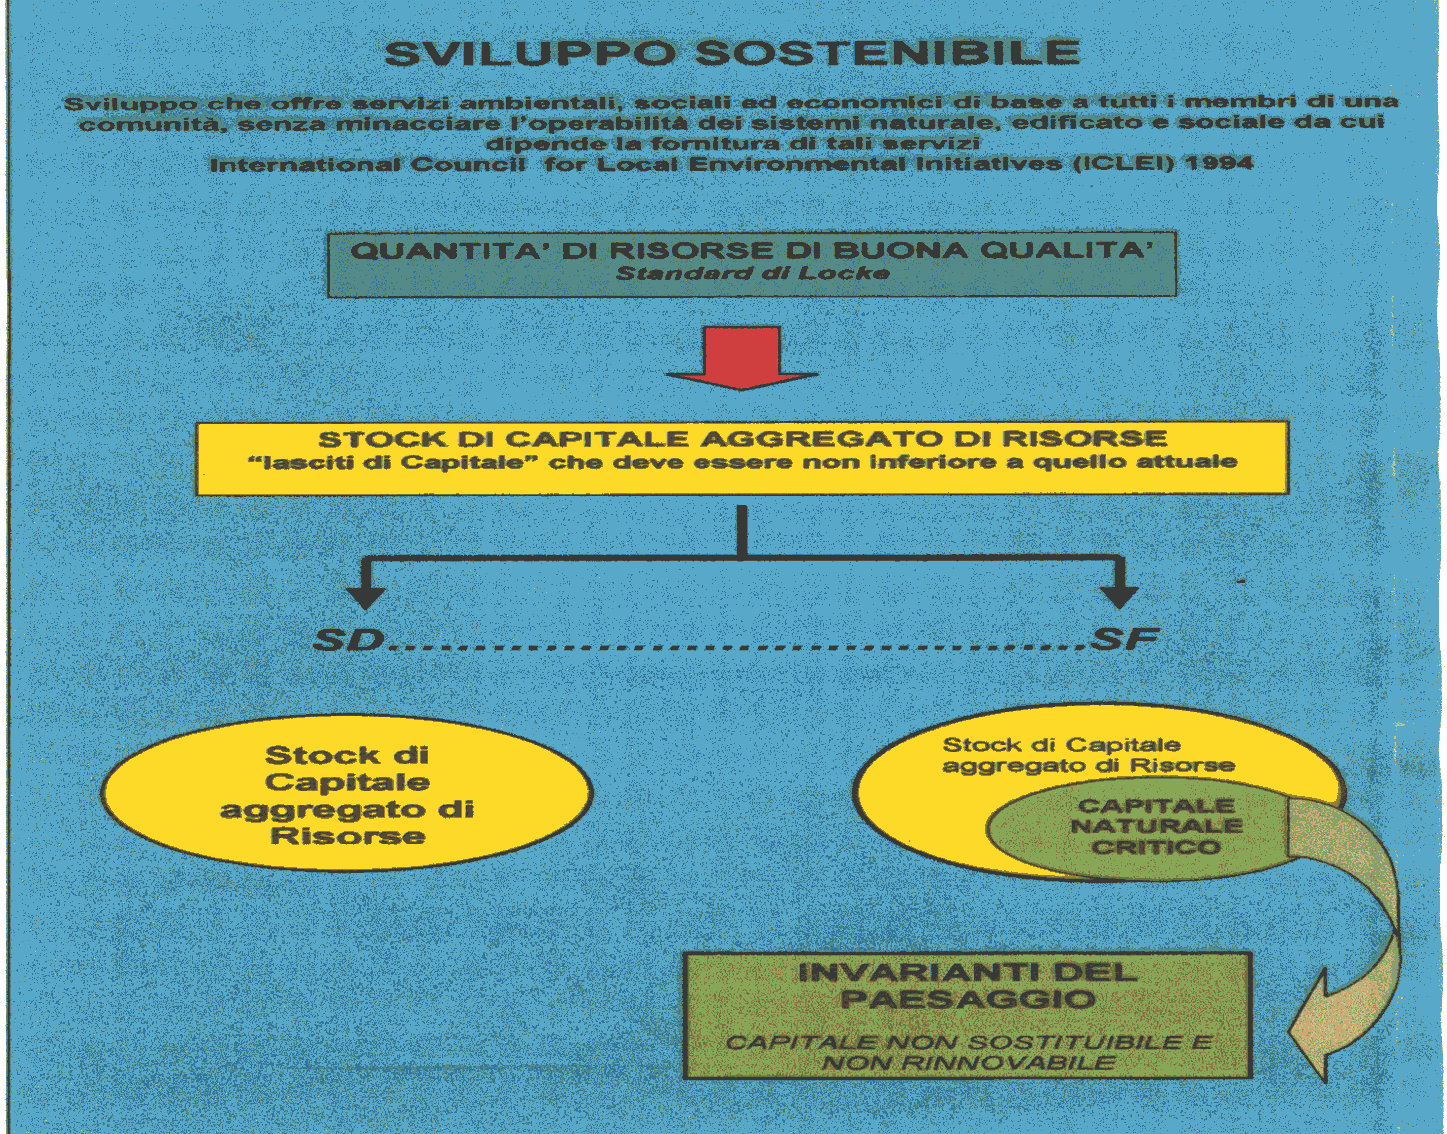 SVILUPPO SOSTENIBILE
Sviluppo che offre servizi ambientali, sociali ed economici di base a tutti i membri di una
comunità, senza minacciare l'operabilità dei sistemi naturale, edificato e sociale da cui
dipende la fornitura di tali servizi
International Council for Local Environmental Initiatives (ICLEI) 1994
QUANTITA' DI RISORSE DI BUONA QUALITA'
Standard di Locke
STOCK DI CAPITALE AGGREGATO DI RISORSE
“lasciti di Capitale” che deve essere non inferiore a quello attuale
SD................................................SF
Stock di
Capitale
aggregato di
Risorse
Stock di Capitale
aggregato di Risorse
CAPITALE
NATURALE
CRITICO
INVARIANTI DEL
PAESAGGIO
CAPITALE NON SOSTITUIBILE E
NON RINNOVABILE